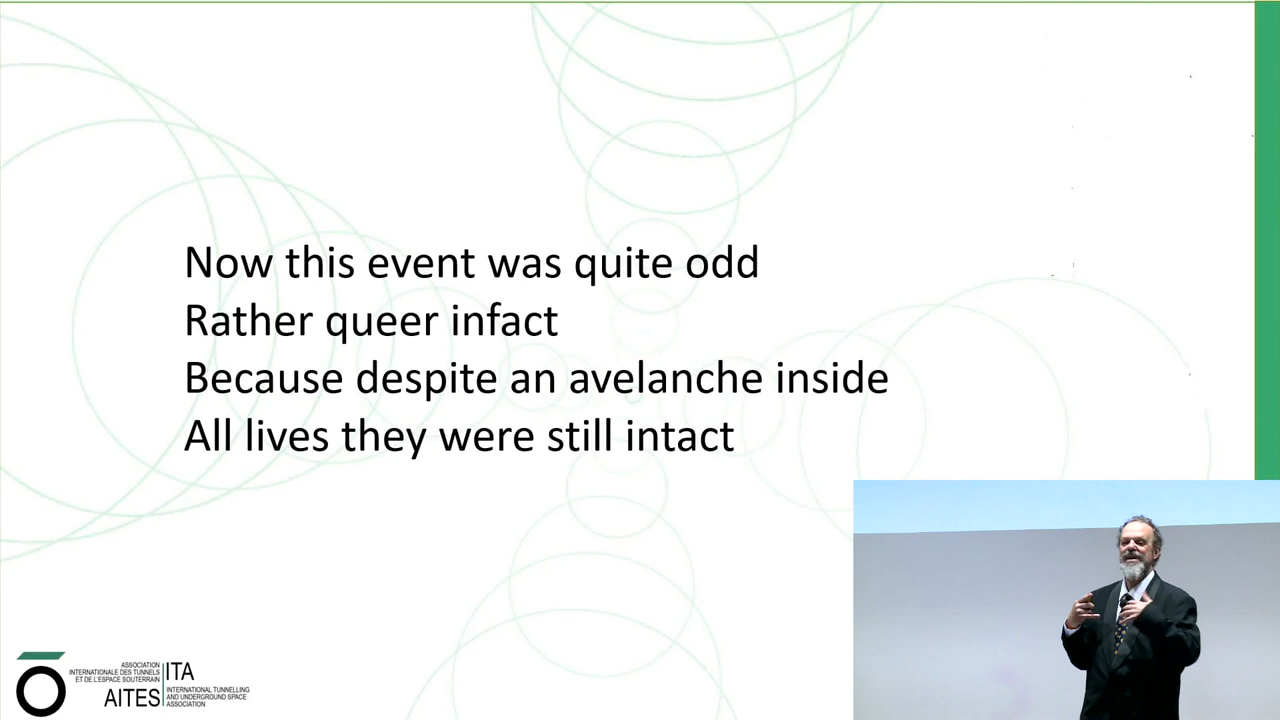 Now this event was quite odd
Rather queer infact
Because despite an avelanche inside
All lives they were still intact
ASSOCIATION
INTERNATIONALE DES TUNNELS
ET DE L'ESPACE SOUTERRAIN
AITES
ITA
INTERNATIONAL TUNNELLING
AND UNDERGROUND SPACE
ASSOCIATION